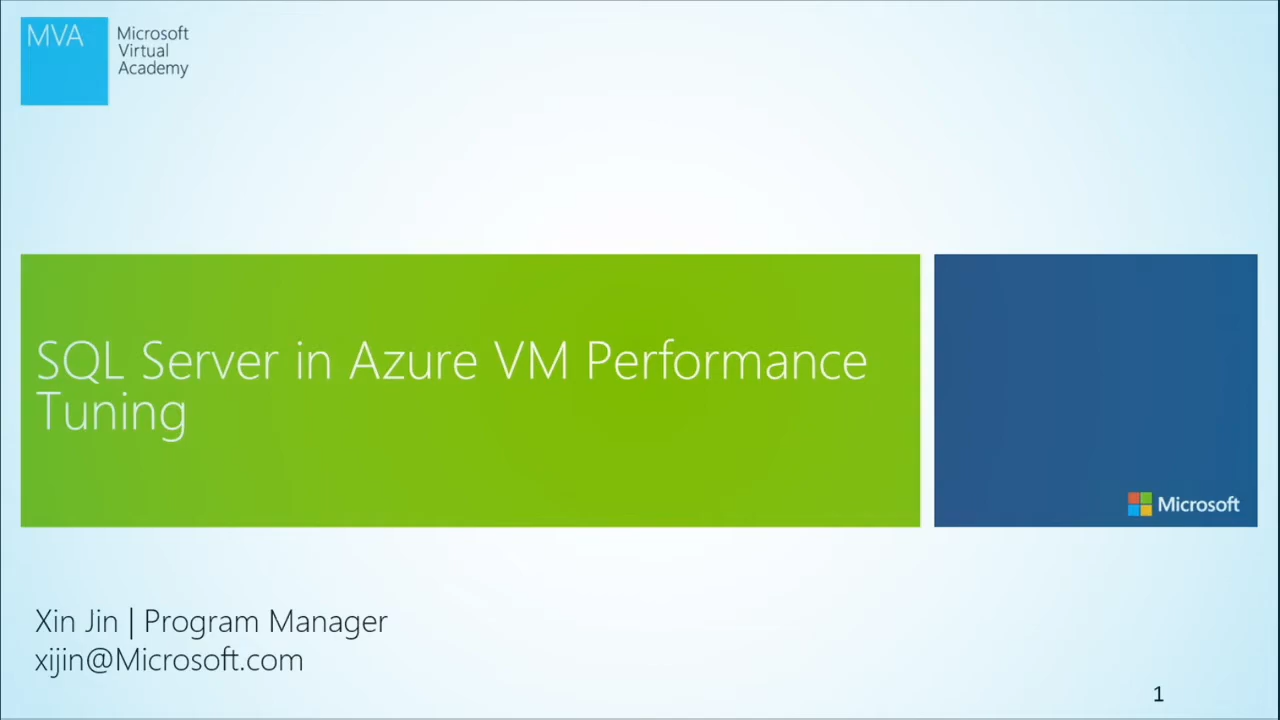 MVA
Microsoft
Virtual
Academy
SQL Server in Azure VM Performance
Tuning
Microsoft
Xin Jin | Program Manager
xijin@Microsoft.com
1